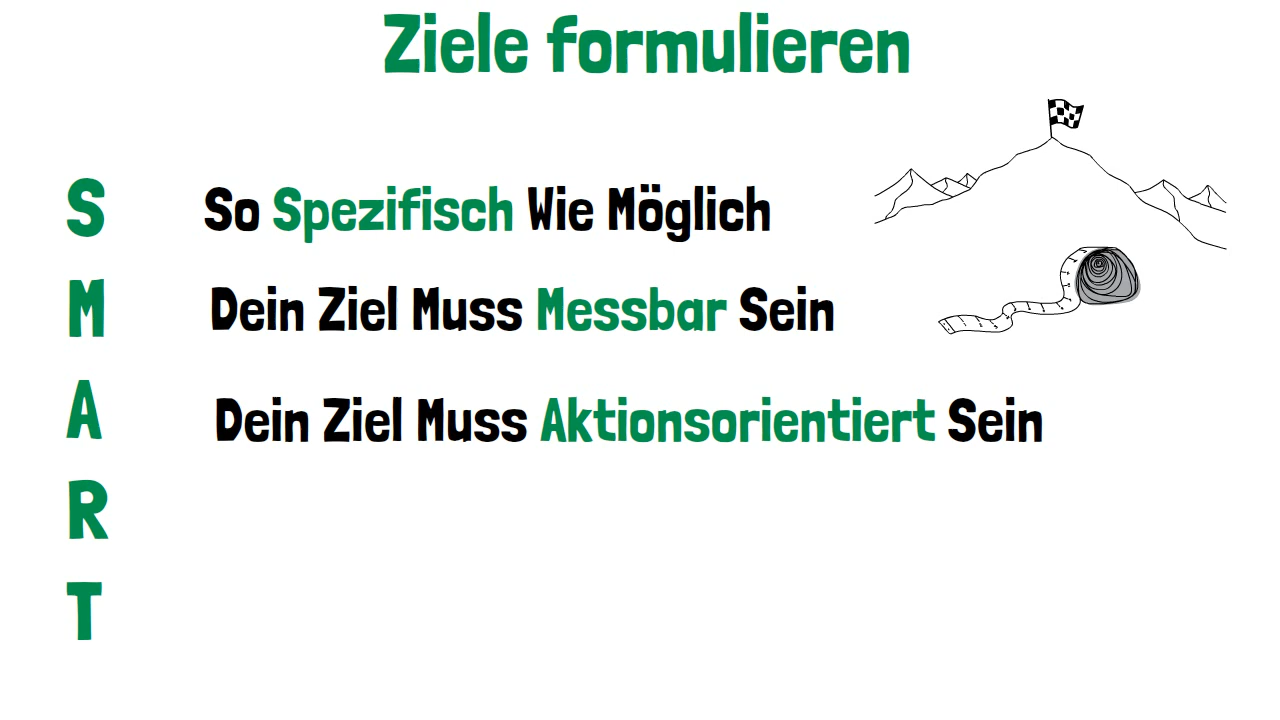 Ziele formulieren
S So Spezifisch Wie Möglich
M Dein Ziel Muss Messbar Sein
A Dein Ziel Muss Aktionsorientiert Sein
R
T